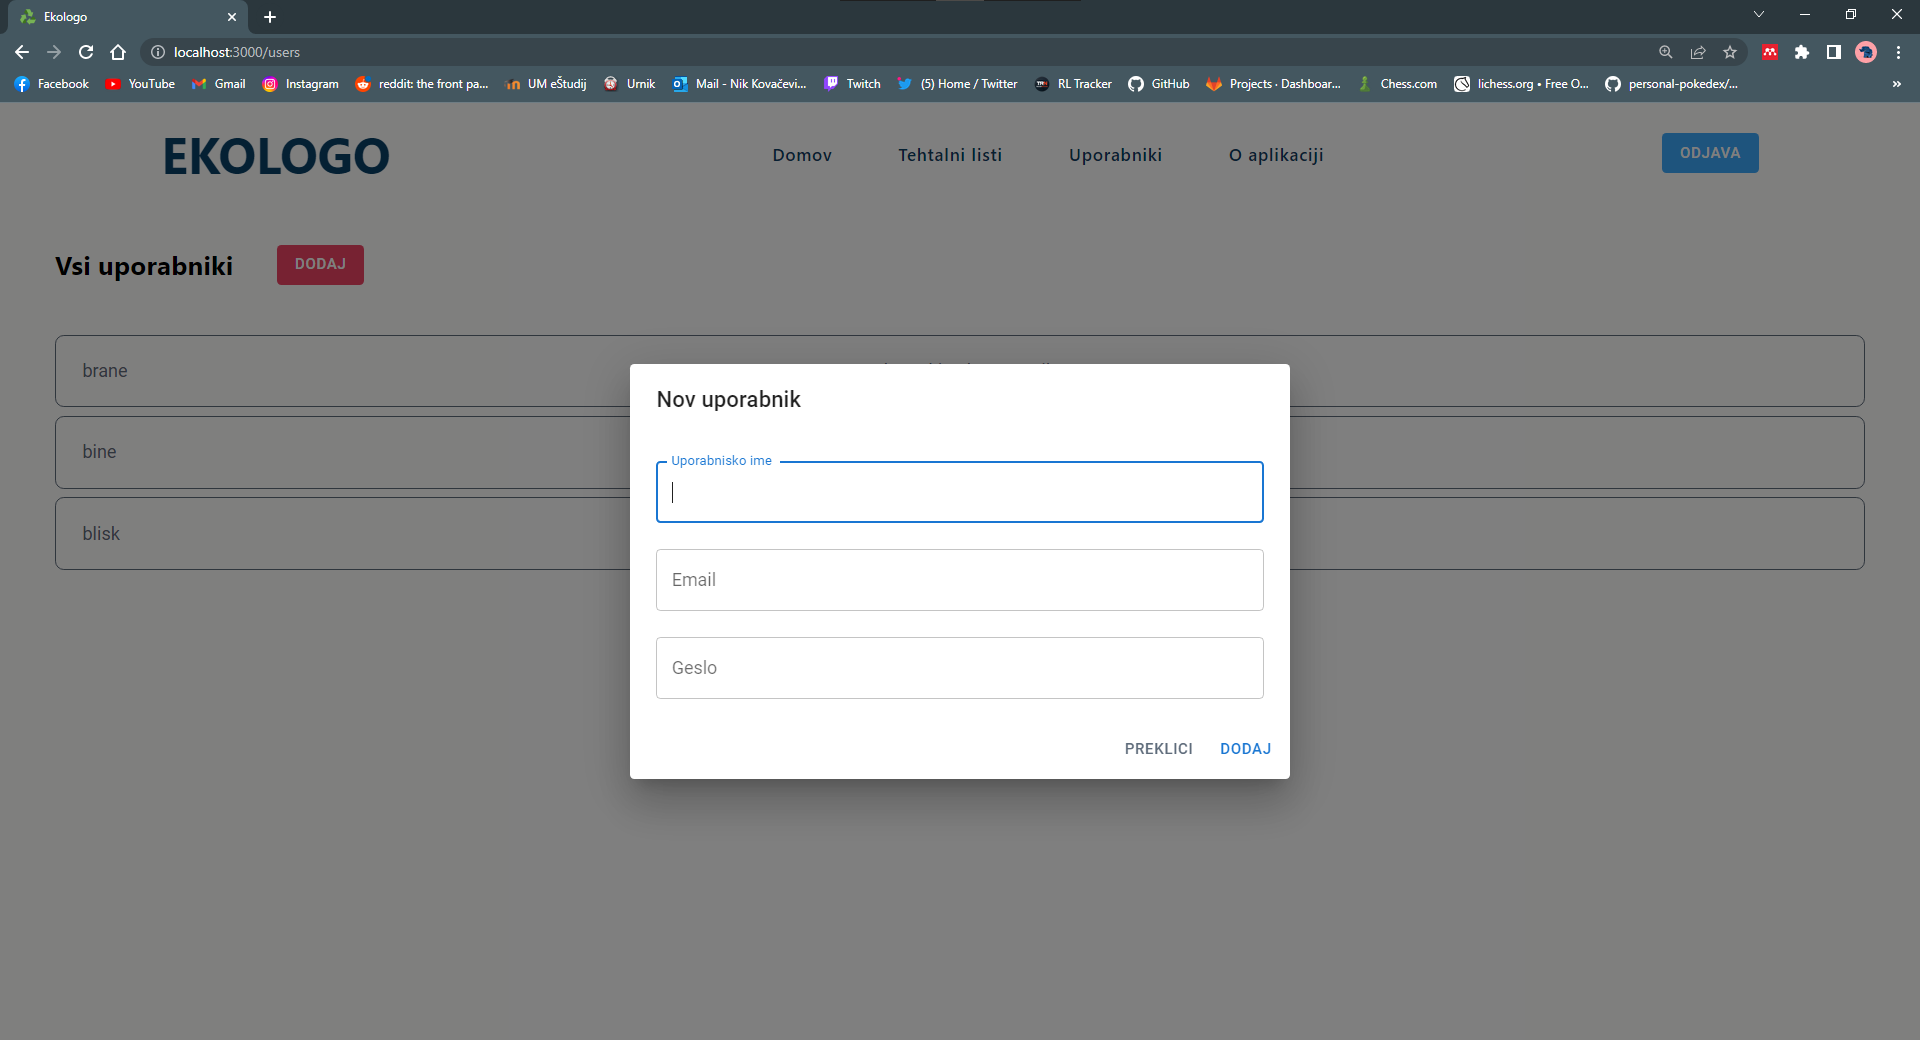 Ekologo
localhost:3000/users
Facebook YouTube Gmail Instagram reddit: the front pa... UM eŠtudij Urnik Mail - Nik Kovačevi... Twitch (5) Home / Twitter RL Tracker GitHub Projects · Dashboar... Chess.com lichess.org • Free O... personal-pokedex/... »
EKOLOGO Domov Tehtalni listi Uporabniki O aplikaciji ODJAVA
Vsi uporabniki DODAJ
brane
bine
blisk
Nov uporabnik
Uporabnisko ime
Email
Geslo
PREKLICI DODAJ